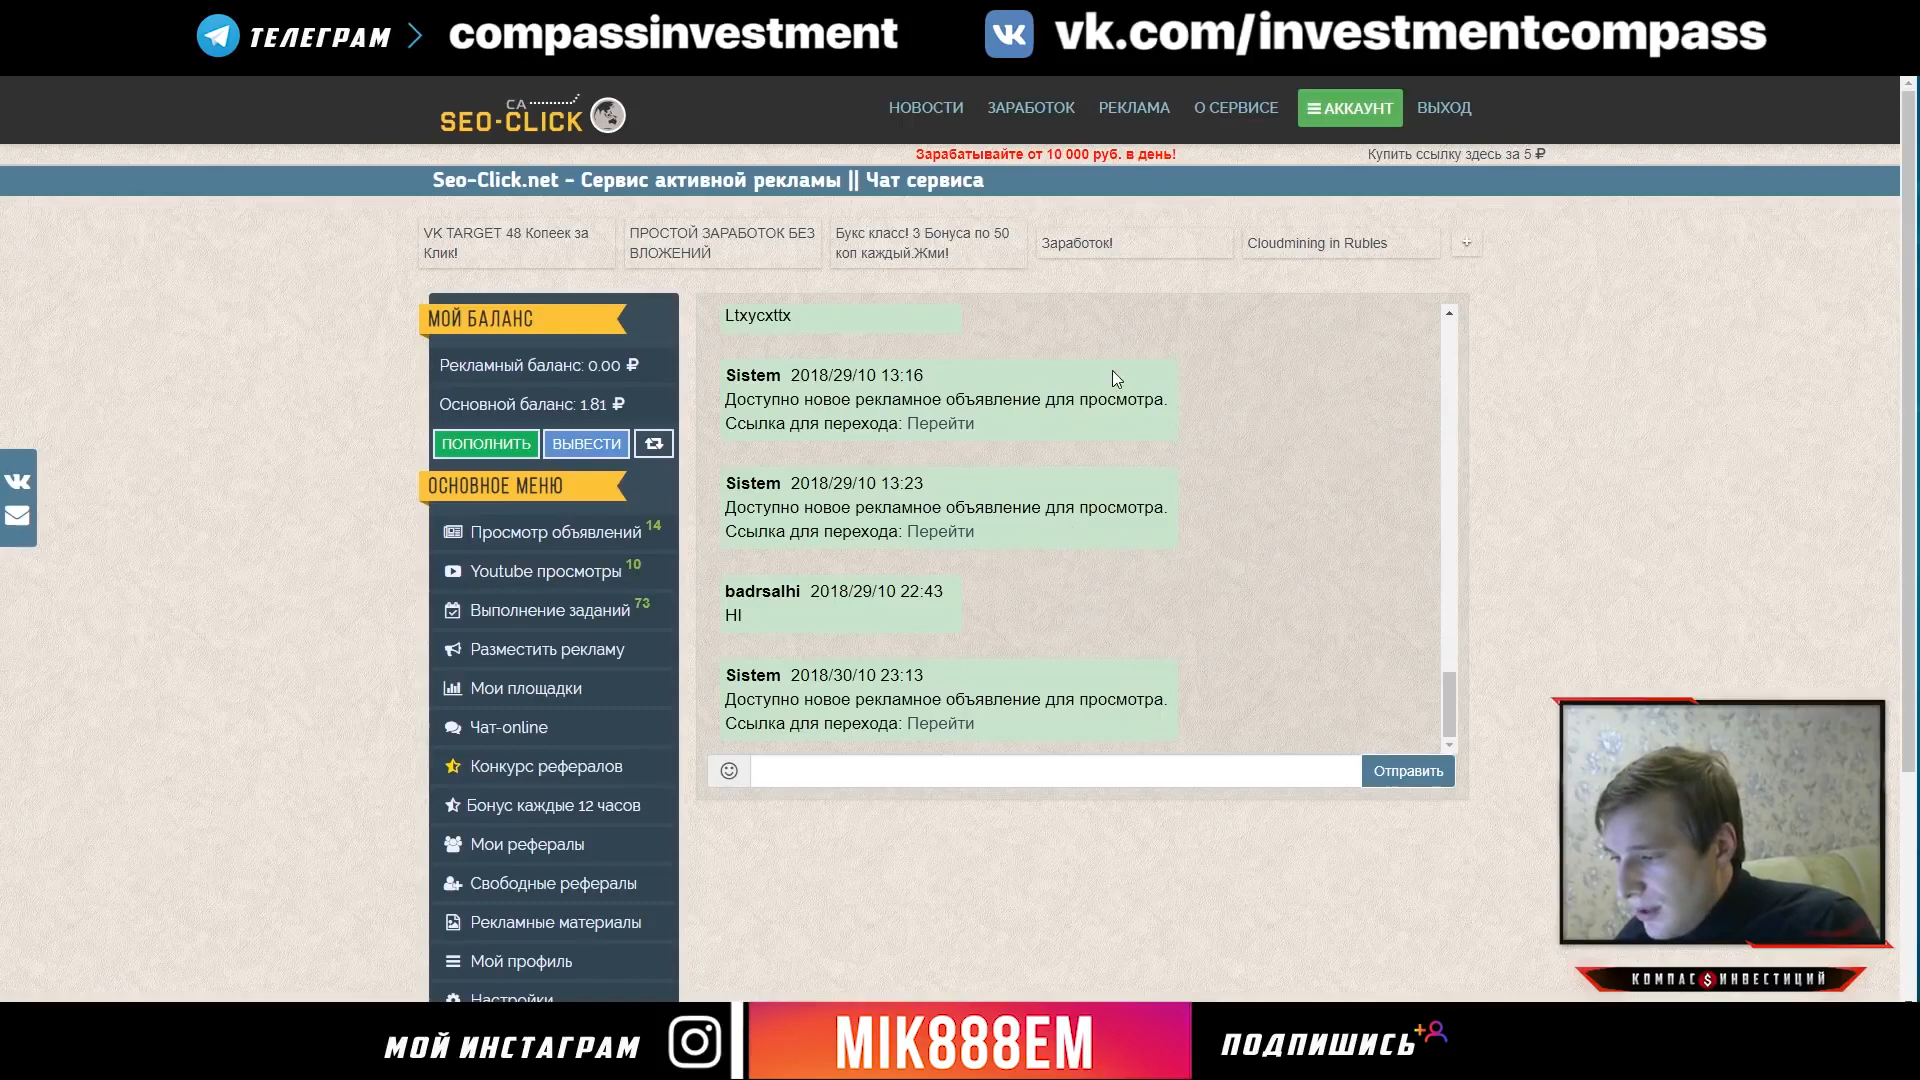 ТЕЛЕГРАМ
compassinvestment
vk.com/investmentcompass
CA
SEO-CLICK
НОВОСТИ
ЗАРАБОТОК
РЕКЛАМА
О СЕРВИСЕ
АККАУНТ
ВЫХОД
Зарабатывайте от 10 000 руб. в день!
Купить ссылку здесь за 5 ₽
Seo-Click.net - Сервис активной рекламы || Чат сервиса
VK TARGET 48 Копеек за
Клик!
ПРОСТОЙ ЗАРАБОТОК БЕЗ
ВЛОЖЕНИЙ
Букс класс! 3 Бонуса по 50
коп каждый.Жми!
Заработок!
Cloudmining in Rubles
+
МОЙ БАЛАНС
Рекламный баланс: 0.00 ₽
Основной баланс: 1.81 ₽
ПОПОЛНИТЬ
ВЫВЕСТИ
ОСНОВНОЕ МЕНЮ
Просмотр объявлений 14
Youtube просмотры 10
Выполнение заданий 73
Разместить рекламу
Мои площадки
Чат-online
Конкурс рефералов
Бонус каждые 12 часов
Мои рефералы
Свободные рефералы
Рекламные материалы
Мой профиль
Настройки
Ltxycxttx
Sistem 2018/29/10 13:16
Доступно новое рекламное объявление для просмотра.
Ссылка для перехода: Перейти
Sistem 2018/29/10 13:23
Доступно новое рекламное объявление для просмотра.
Ссылка для перехода: Перейти
badrsalhi 2018/29/10 22:43
HI
Sistem 2018/30/10 23:13
Доступно новое рекламное объявление для просмотра.
Ссылка для перехода: Перейти
Отправить
КОМПАС $ ИНВЕСТИЦИЙ
МОЙ ИНСТАГРАМ
MIK888EM
ПОДПИШИСЬ